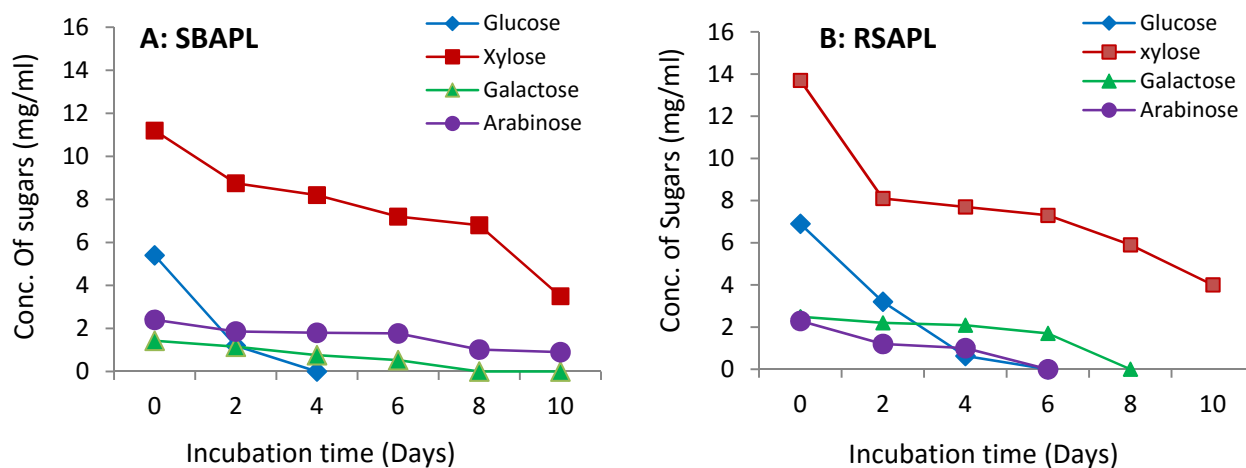 A: SBAPL
Glucose
Xylose
Galactose
Arabinose
Conc. Of sugars (mg/ml)
16
14
12
10
8
6
4
2
0
0 2 4 6 8 10
Incubation time (Days)
B: RSAPL
Glucose
xylose
Galactose
Arabinose
Conc. of Sugars (mg/ml)
16
14
12
10
8
6
4
2
0
0 2 4 6 8 10
Incubation time (Days)